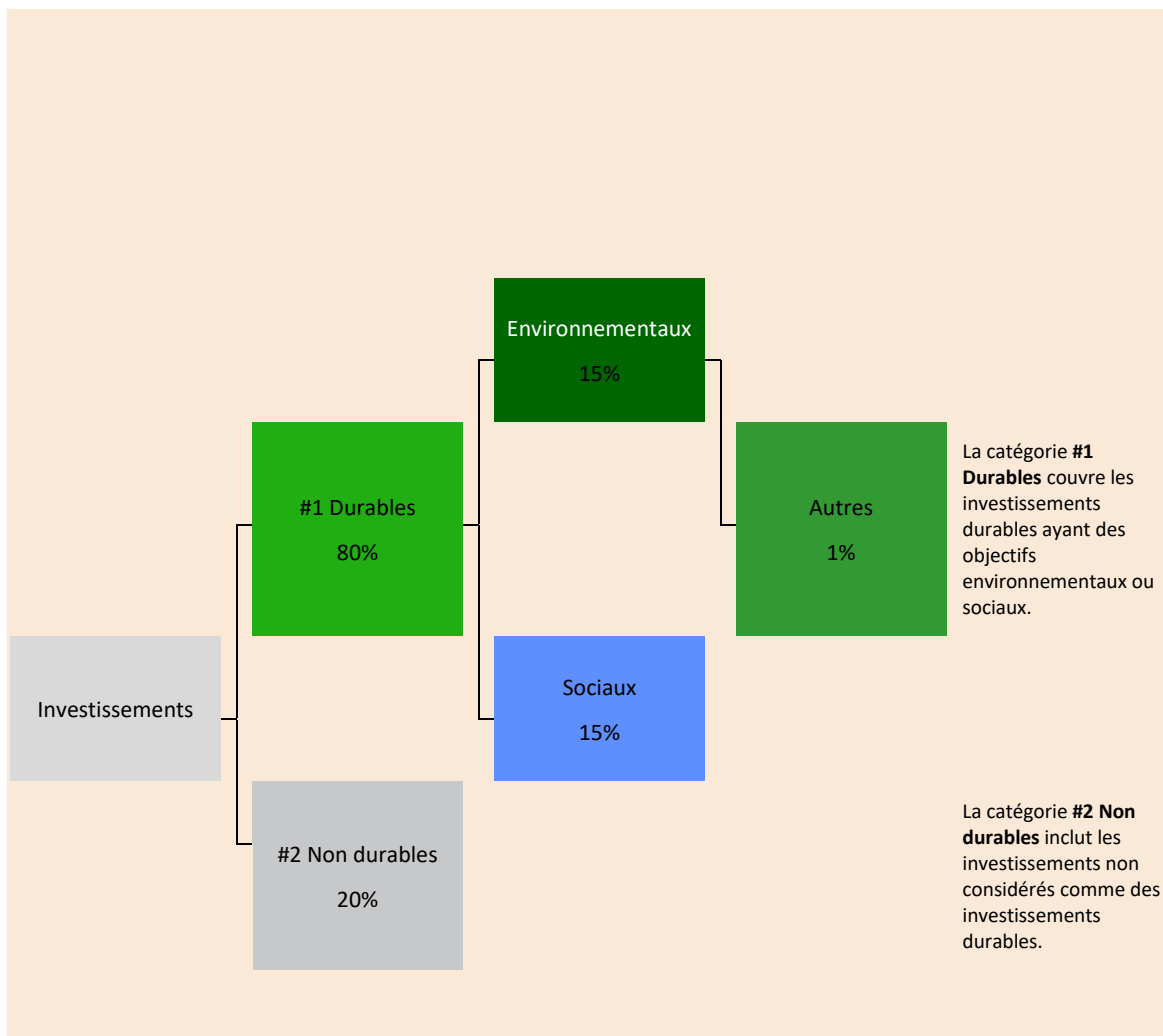 Environnementaux
15%
#1 Durables
80%
Autres
1%
La catégorie #1
Durables couvre les
investissements
durables ayant des
objectifs
environnementaux ou
sociaux.
Investissements
Sociaux
15%
#2 Non durables
20%
La catégorie #2 Non
durables inclut les
investissements non
considérés comme des
investissements
durables.